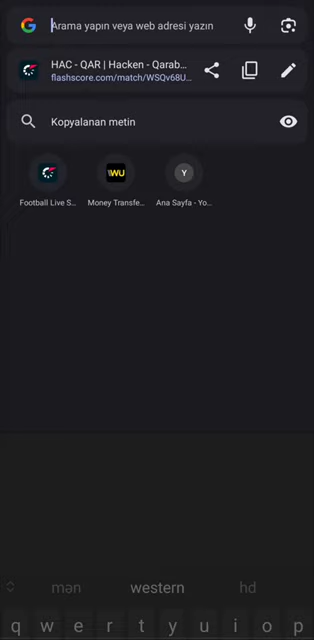 Arama yapın veya web adresi yazın
HAC - QAR | Hacken - Qarab...
flashscore.com/match/WSQv68U...
Kopyalanan metin
WU
Y
Football Live S...
Money Transfe...
Ana Sayfa - Yo...
mən
western
hd
q w e r t y u i o p